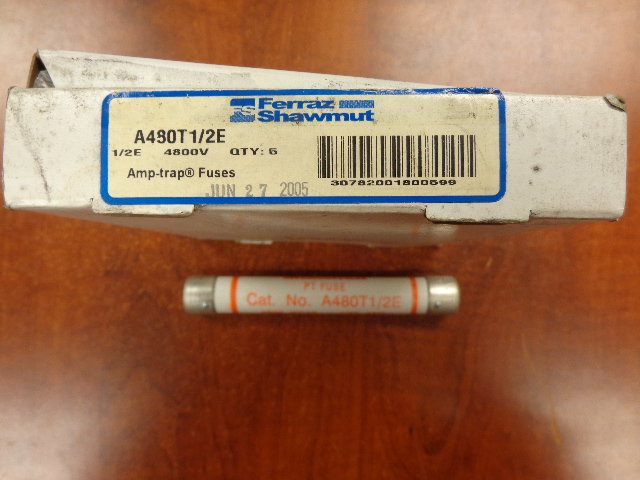 Ferraz
Shawmut
A480T1/2E
1/2E 4800V QTY: 5
Amp-trap® Fuses
JUN 27 2005
30782001800599
PT FUSE
Cat. No. A480T1/2E